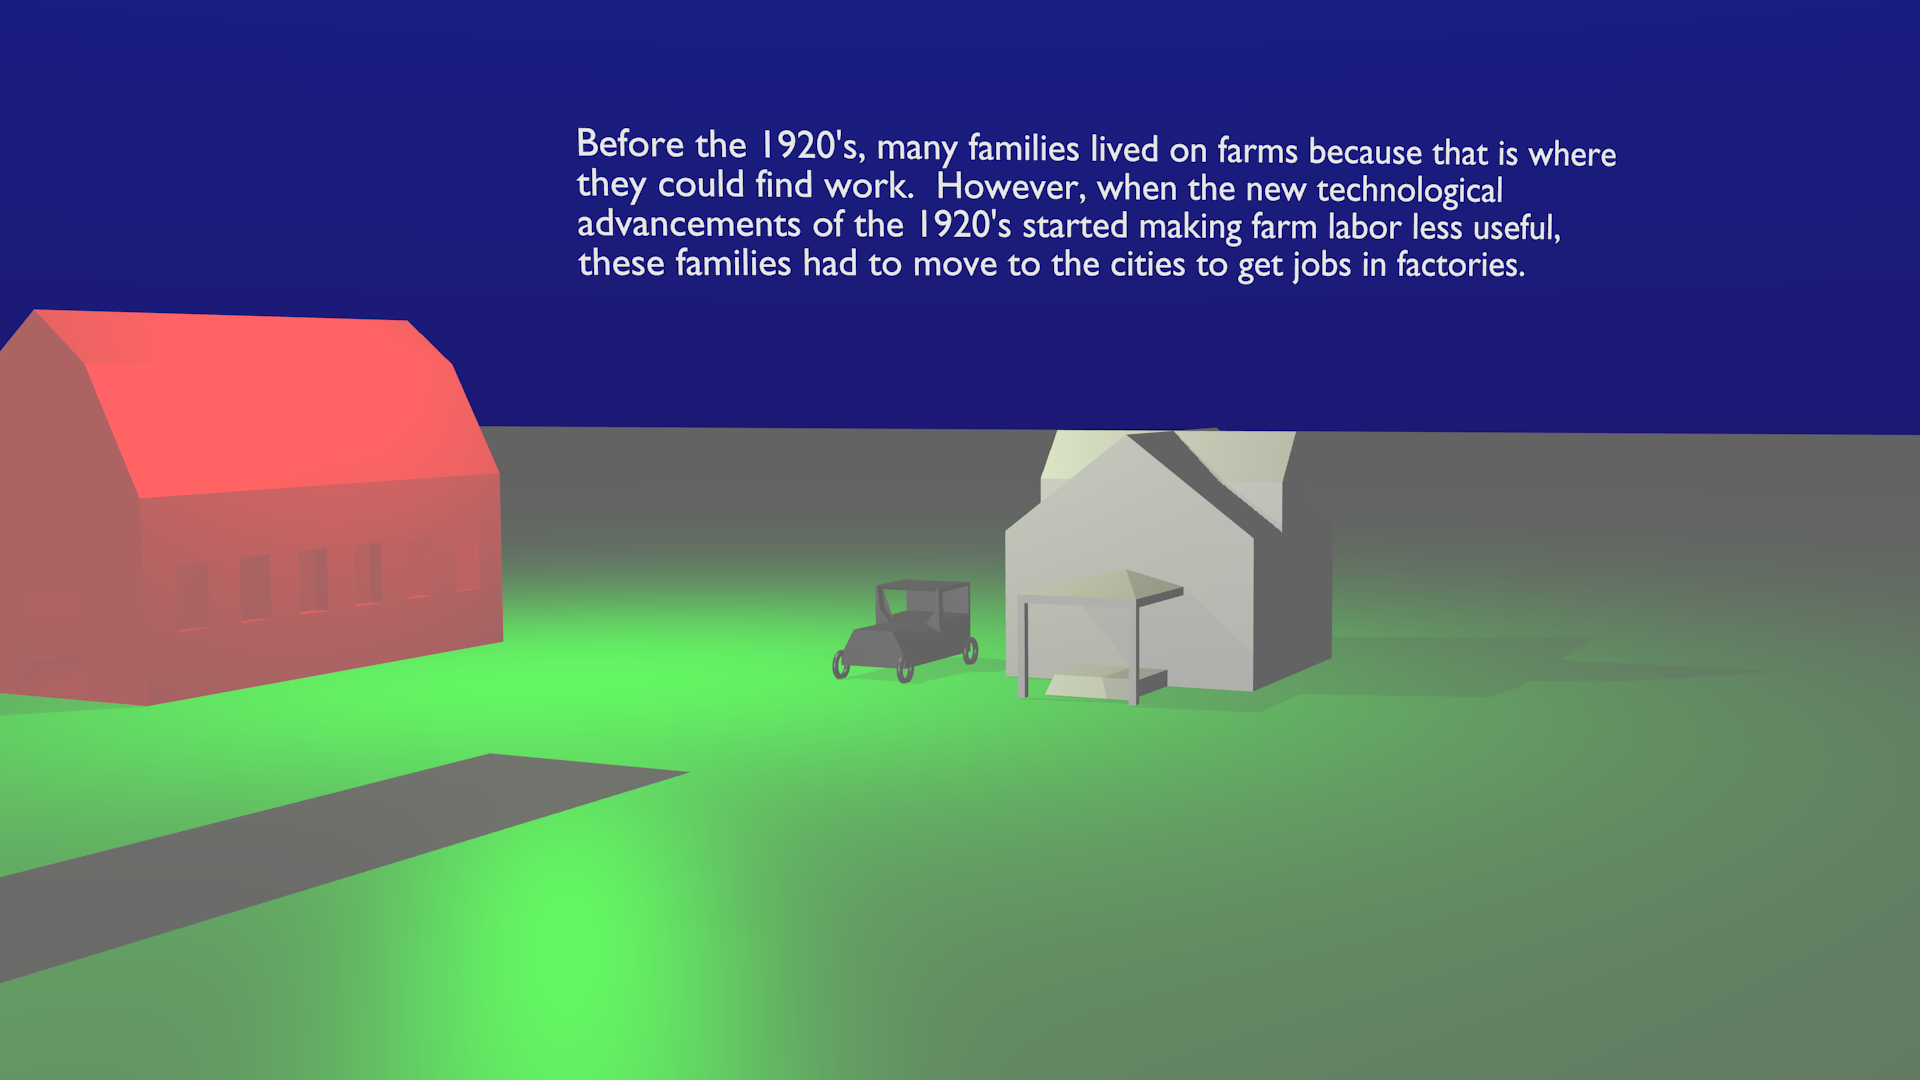 Before the 1920's, many families lived on farms because that is where
they could find work.  However, when the new technological
advancements of the 1920's started making farm labor less useful,
these families had to move to the cities to get jobs in factories.